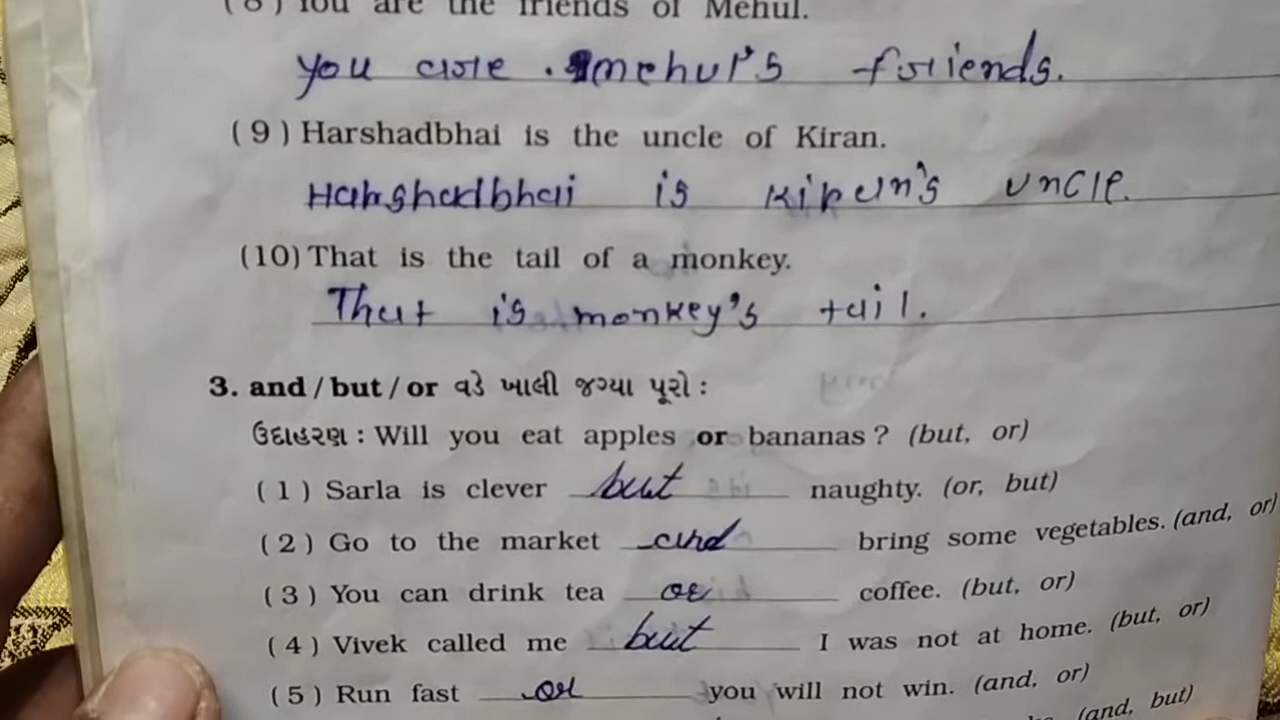 (8) You are the friends of Mehul.
You are mehul's friends.
(9) Harshadbhai is the uncle of Kiran.
Harshadbhai is Kiran's uncle.
(10) That is the tail of a monkey.
That is monkey's tail.
3. and / but / or વડે ખાલી જગ્યા પૂરો :
ઉદાહરણ : Will you eat apples or bananas? (but, or)
(1) Sarla is clever but naughty. (or, but)
(2) Go to the market and bring some vegetables. (and, or)
(3) You can drink tea or coffee. (but, or)
(4) Vivek called me but I was not at home. (but, or)
(5) Run fast or you will not win. (and, or)
(and, but)